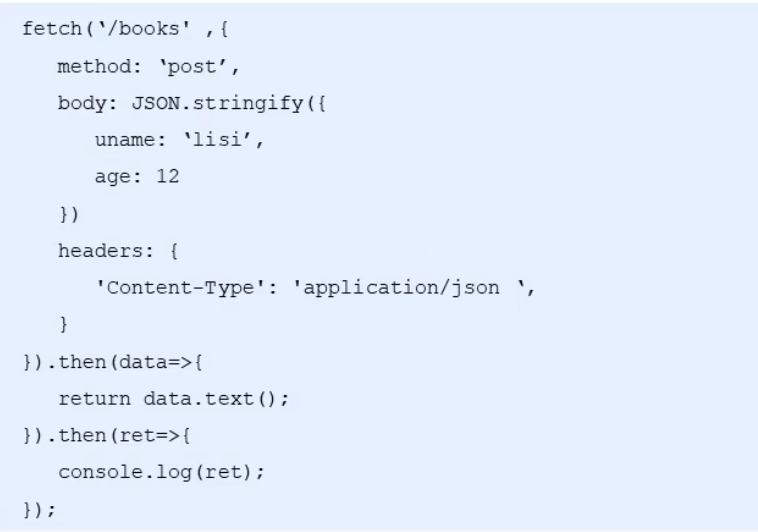 fetch(‘/books' ,{
method: ‘post’,
body: JSON.stringify({
uname: ‘lisi’,
age: 12
})
headers: {
'Content-Type': 'application/json ‘,
}
}).then(data=>{
return data.text();
}).then(ret=>{
console.log(ret);
});